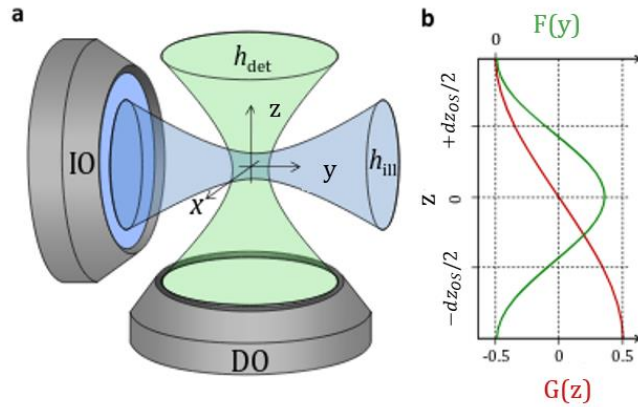 a
h_det
z
IO
y
h_ill
x
DO
b
F(y)
0
+dz_OS/2
z
0
-dz_OS/2
-0.5
0
0.5
G(z)